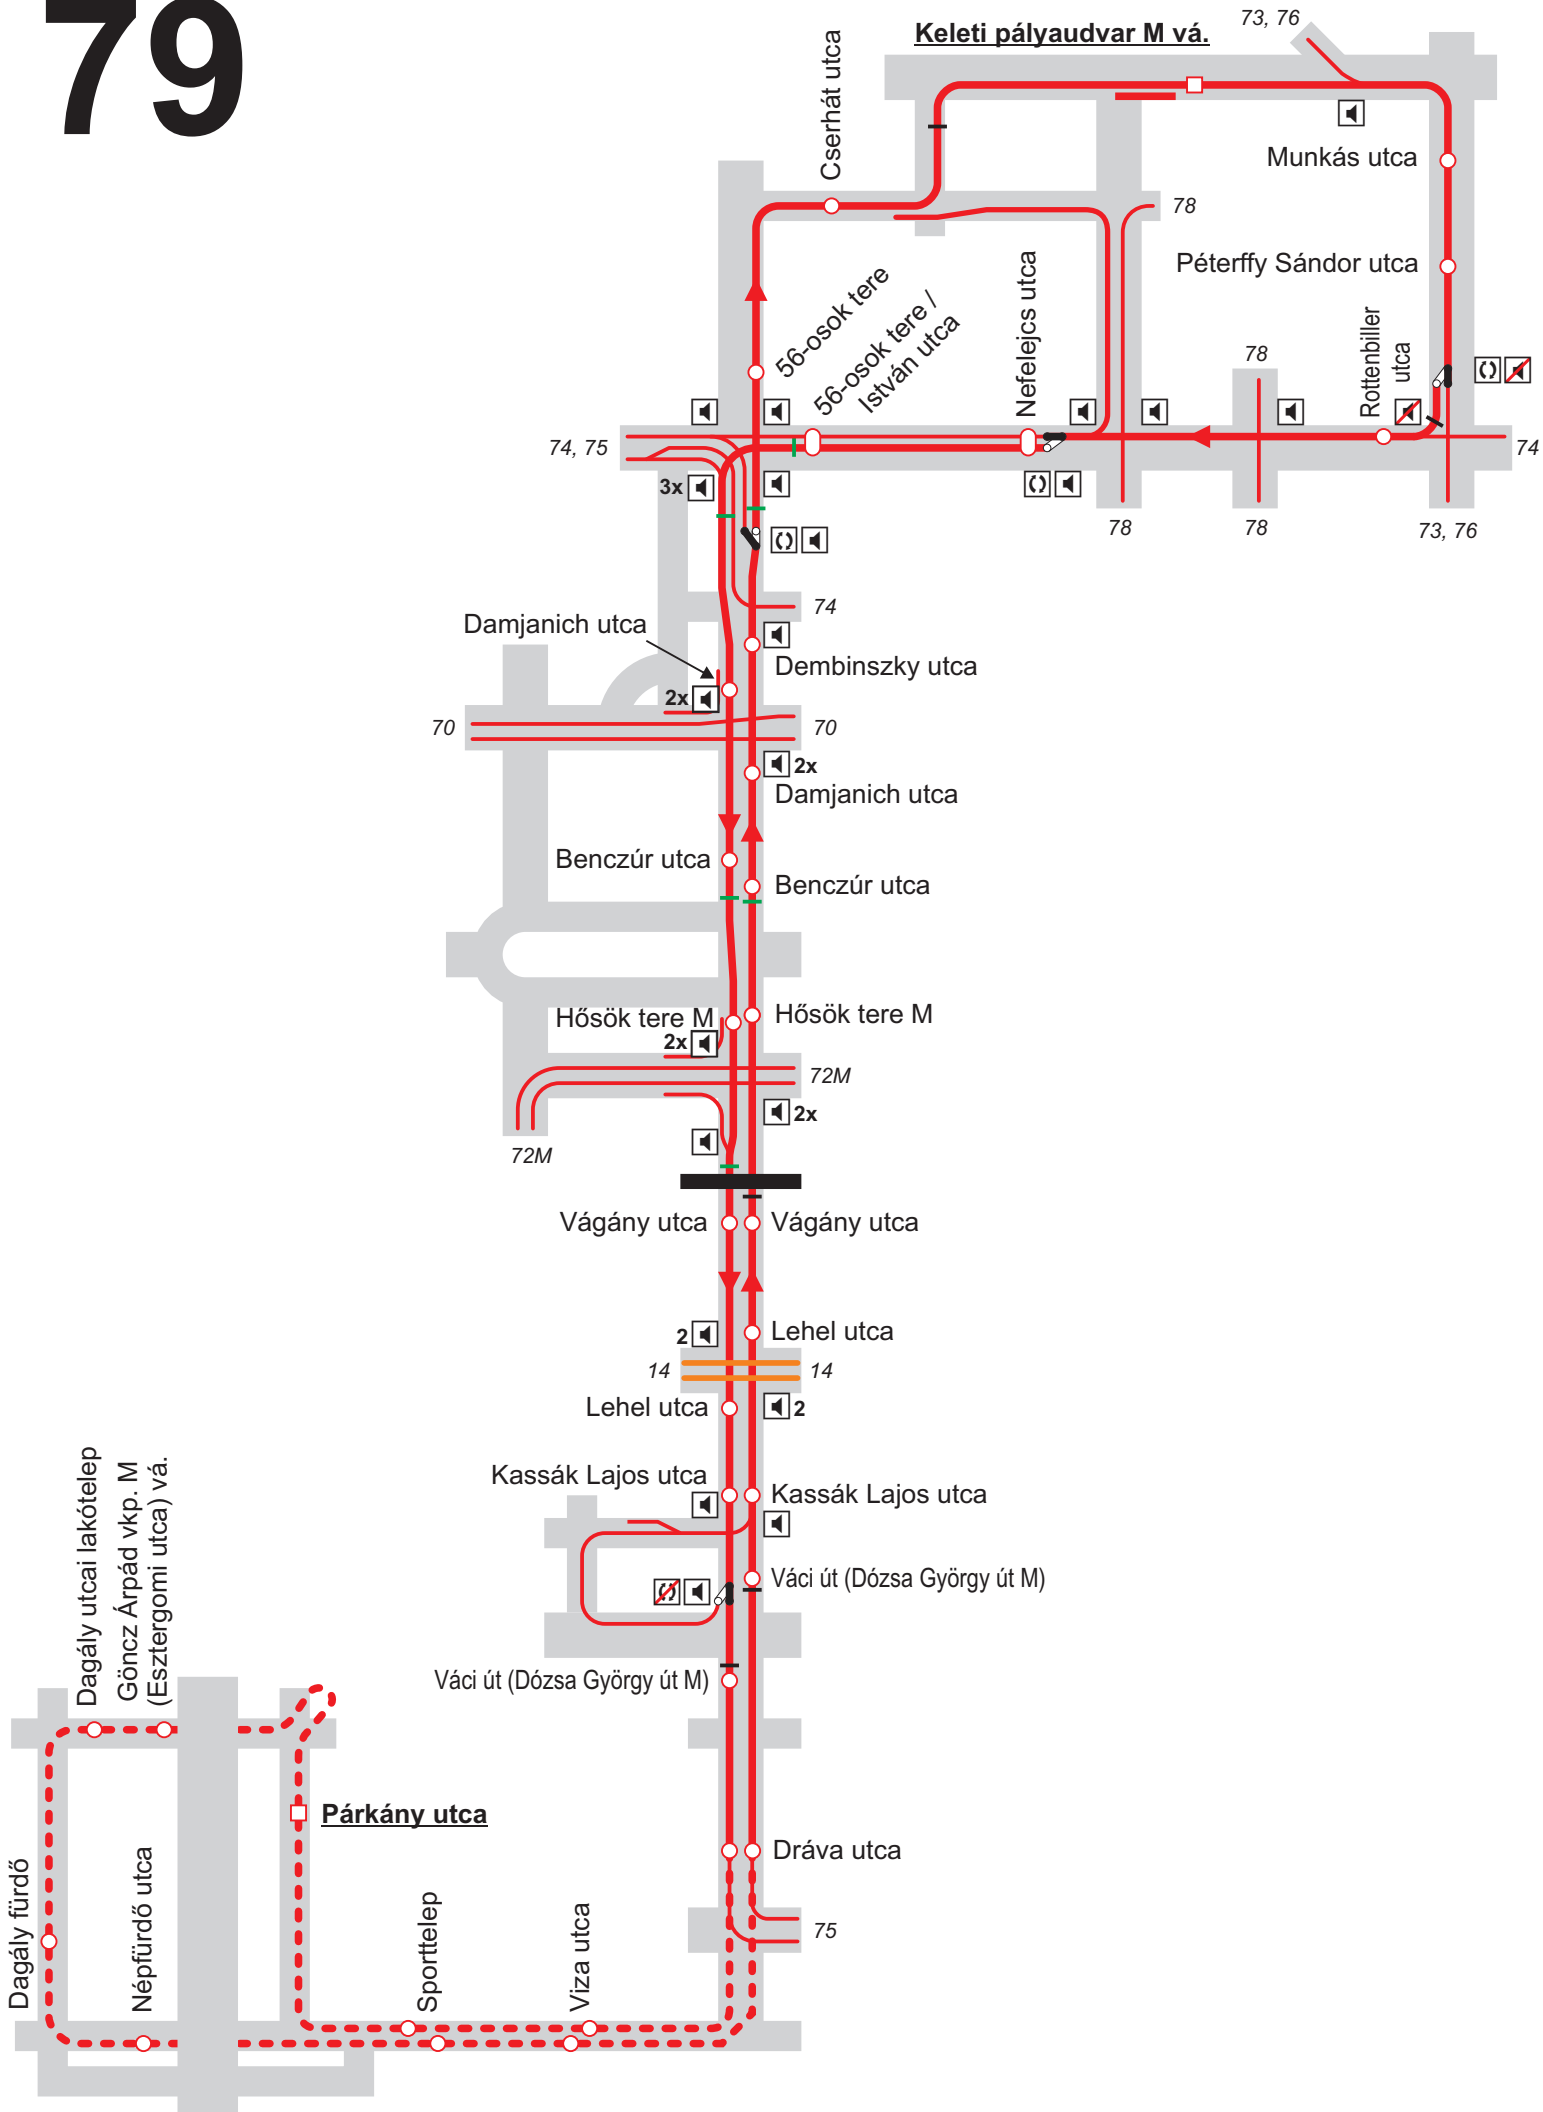 79
Keleti pályaudvar M vá.
73, 76
Cserhát utca
Munkás utca
78
Péterffy Sándor utca
56-osok tere
56-osok tere /
István utca
Nefelejcs utca
Rottenbiller
utca
78
74, 75
74
3x
78
78
73, 76
74
Damjanich utca
Dembinszky utca
2x
70
70
2x
Damjanich utca
Benczúr utca
Benczúr utca
Hősök tere M
Hősök tere M
2x
72M
2x
72M
Vágány utca
Vágány utca
2
Lehel utca
14
14
Lehel utca
2
Kassák Lajos utca
Kassák Lajos utca
Váci út (Dózsa György út M)
Váci út (Dózsa György út M)
Dagály utcai lakótelep
Göncz Árpád vkp. M
(Esztergomi utca) vá.
Párkány utca
Dráva utca
Dagály fürdő
Népfürdő utca
Sporttelep
Viza utca
75